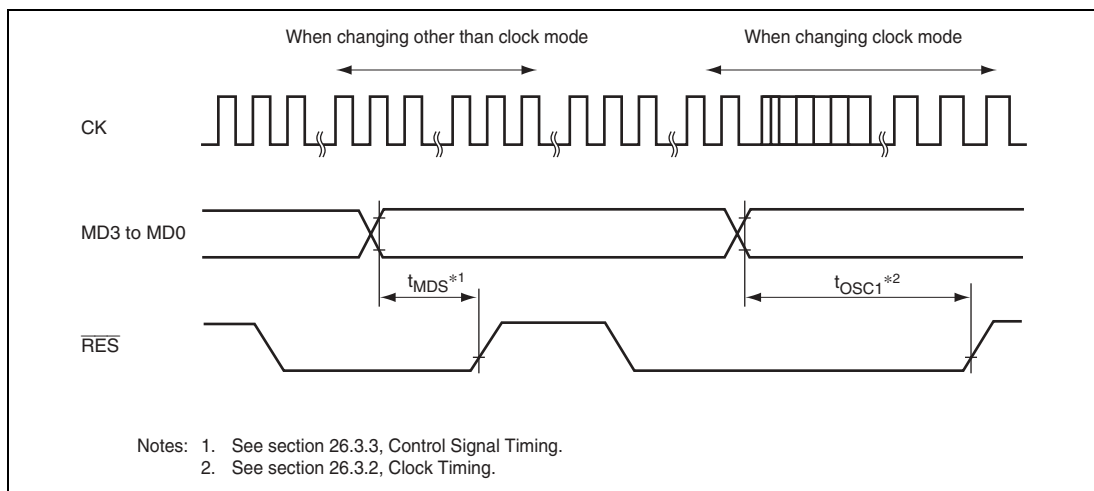 When changing other than clock mode
When changing clock mode
CK
MD3 to MD0
tMDS*1
tOSC1*2
RES
Notes: 1. See section 26.3.3, Control Signal Timing.
2. See section 26.3.2, Clock Timing.